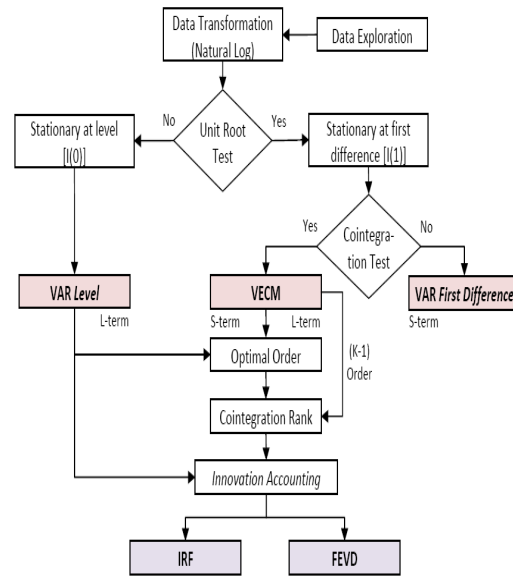 Data Transformation
(Natural Log)
Data Exploration
No
Unit Root
Test
Yes
Stationary at level
[I(0)]
Stationary at first
difference [I(1)]
Yes
Cointegra-
tion Test
No
VAR Level
VECM
VAR First Difference
L-term
S-term
L-term
S-term
Optimal Order
(K-1)
Order
Cointegration Rank
Innovation Accounting
IRF
FEVD